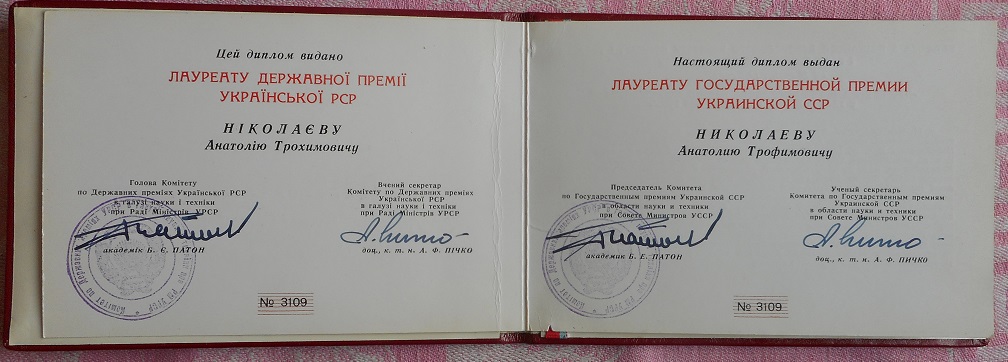 Цей диплом видано
ЛАУРЕАТУ ДЕРЖАВНОЇ ПРЕМІЇ
УКРАЇНСЬКОЇ РСР
НІКОЛАЄВУ
Анатолію Трохимовичу
Голова Комітету
по Державних преміях Української РСР
в галузі науки і техніки
при Раді Міністрів УРСР
академік Б. Є. ПАТОН
Вчений секретар
Комітету по Державних преміях
Української РСР
в галузі науки і техніки
при Раді Міністрів УРСР
доц., к. т. н. А. Ф. ПІЧКО
№ 3109
Настоящий диплом выдан
ЛАУРЕАТУ ГОСУДАРСТВЕННОЙ ПРЕМИИ
УКРАИНСКОЙ ССР
НИКОЛАЕВУ
Анатолию Трофимовичу
Председатель Комитета
по Государственным премиям Украинской ССР
в области науки и техники
при Совете Министров УССР
академик Б. Е. ПАТОН
Ученый секретарь
Комитета по Государственным премиям
Украинской ССР
в области науки и техники
при Совете Министров УССР
доц., к. т. н. А. Ф. ПИЧКО
№ 3109